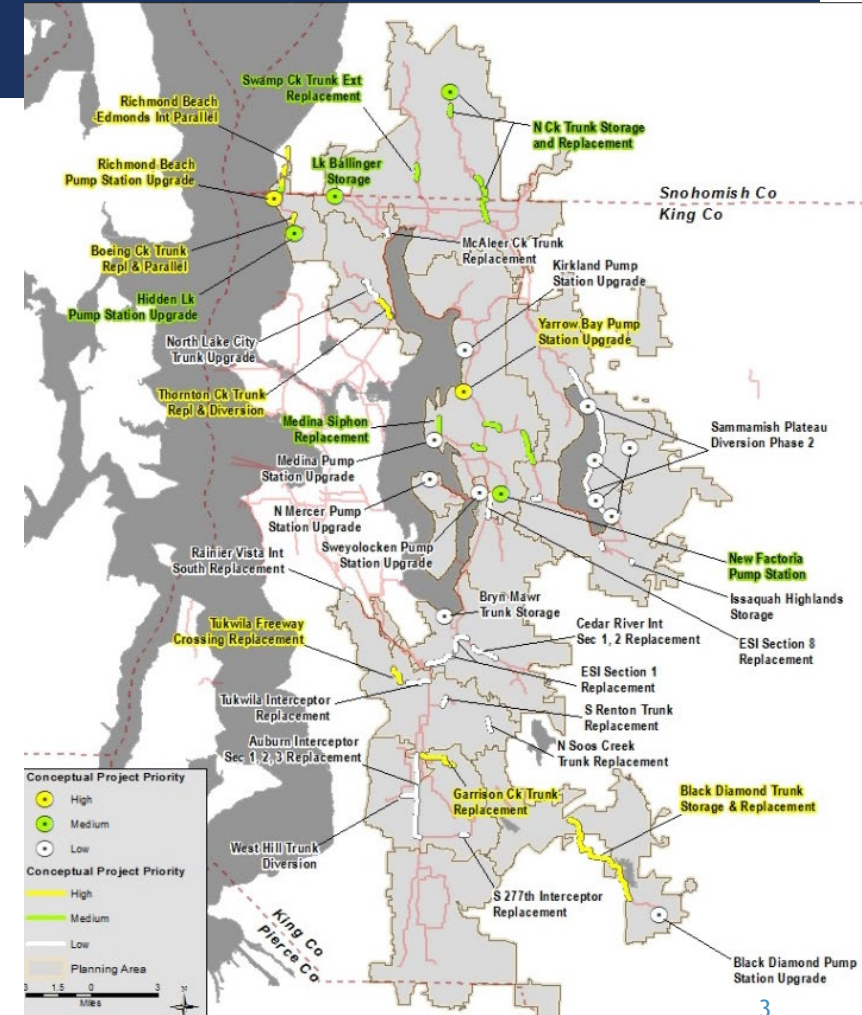 Swamp Ck Trunk Ext
Replacement
Richmond Beach
-Edmonds Int Parallel
N Ck Trunk Storage
and Replacement
Richmond Beach
Pump Station Upgrade
Lk Ballinger
Storage
Snohomish Co
King Co
Boeing Ck Trunk
Repl & Parallel
McAleer Ck Trunk
Replacement
Kirkland Pump
Station Upgrade
Hidden Lk
Pump Station Upgrade
North Lake City
Trunk Upgrade
Yarrow Bay Pump
Station Upgrade
Thornton Ck Trunk
Repl & Diversion
Medina Siphon
Replacement
Sammamish Plateau
Diversion Phase 2
Medina Pump
Station Upgrade
N Mercer Pump
Station Upgrade
Sweyolocken Pump
Station Upgrade
Rainier Vista Int
South Replacement
New Factoria
Pump Station
Issaquah Highlands
Storage
Bryn Mawr
Trunk Storage
Cedar River Int
Sec 1, 2 Replacement
ESI Section 8
Replacement
Tukwila Freeway
Crossing Replacement
ESI Section 1
Replacement
Tukwila Interceptor
Replacement
S Renton Trunk
Replacement
Auburn Interceptor
Sec 1, 2, 3 Replacement
N Soos Creek
Trunk Replacement
Garrison Ck Trunk
Replacement
Black Diamond Trunk
Storage & Replacement
West Hill Trunk
Diversion
S 277th Interceptor
Replacement
King Co
Pierce Co
Black Diamond Pump
Station Upgrade
Conceptual Project Priority
High
Medium
Low
Conceptual Project Priority
High
Medium
Low
Planning Area
3 1.5 0 3
Miles
3